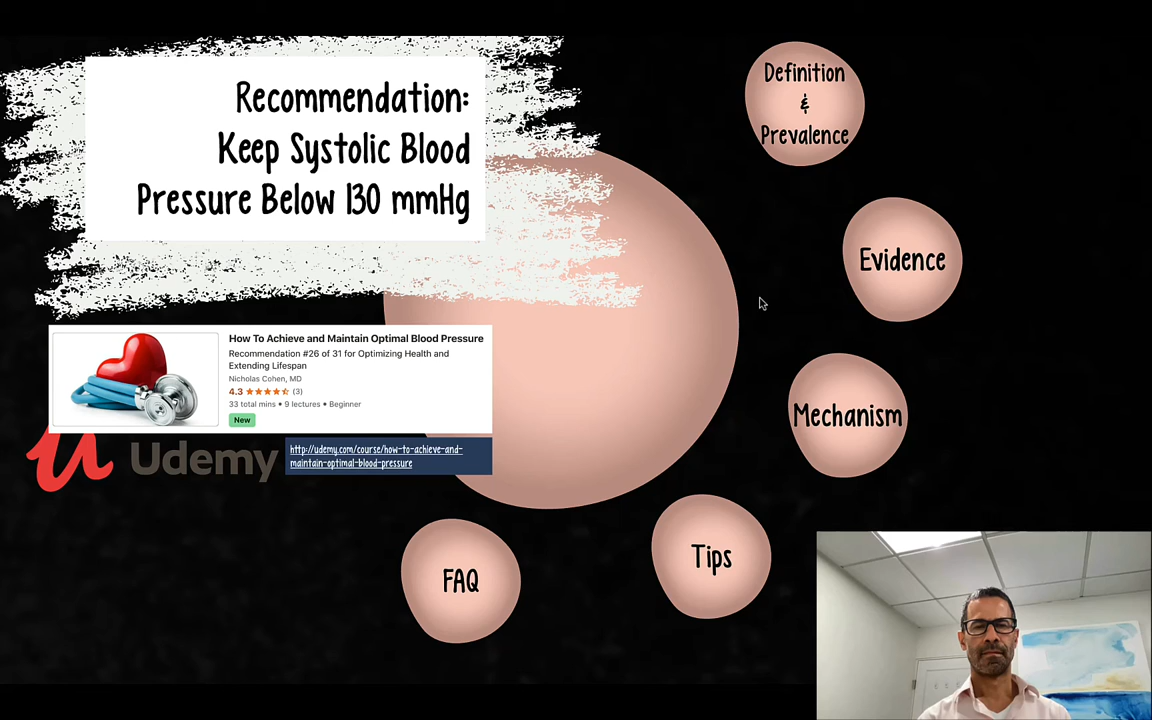 Recommendation:
Keep Systolic Blood
Pressure Below 130 mmHg
How To Achieve and Maintain Optimal Blood Pressure
Recommendation #26 of 31 for Optimizing Health and
Extending Lifespan
Nicholas Cohen, MD
4.3 (3)
33 total mins • 9 lectures • Beginner
New
Udemy
http://udemy.com/course/how-to-achieve-and-
maintain-optimal-blood-pressure
Definition
&
Prevalence
Evidence
Mechanism
Tips
FAQ